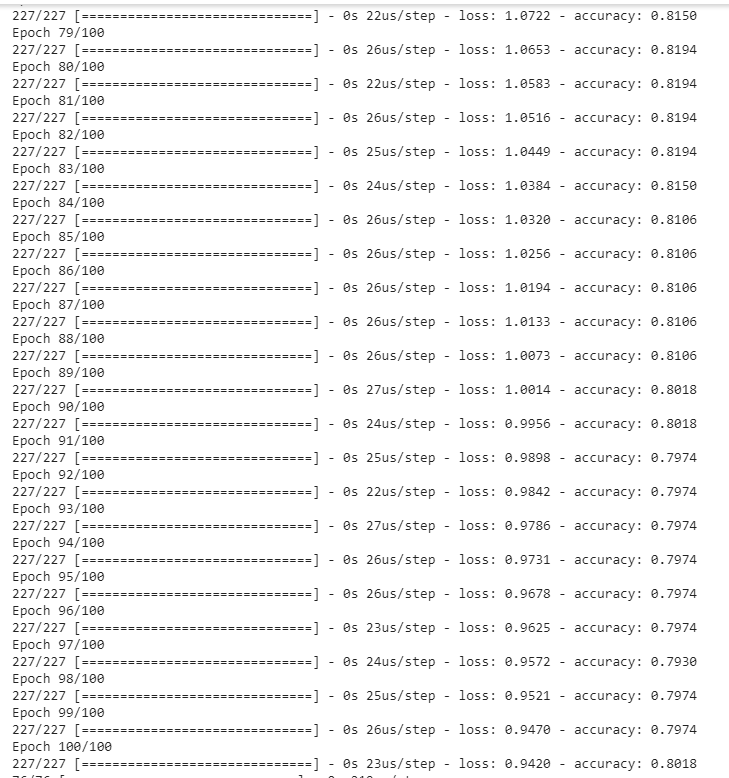 227/227 [==============================] - 0s 22us/step - loss: 1.0722 - accuracy: 0.8150
Epoch 79/100
227/227 [==============================] - 0s 26us/step - loss: 1.0653 - accuracy: 0.8194
Epoch 80/100
227/227 [==============================] - 0s 22us/step - loss: 1.0583 - accuracy: 0.8194
Epoch 81/100
227/227 [==============================] - 0s 26us/step - loss: 1.0516 - accuracy: 0.8194
Epoch 82/100
227/227 [==============================] - 0s 25us/step - loss: 1.0449 - accuracy: 0.8194
Epoch 83/100
227/227 [==============================] - 0s 24us/step - loss: 1.0384 - accuracy: 0.8150
Epoch 84/100
227/227 [==============================] - 0s 26us/step - loss: 1.0320 - accuracy: 0.8106
Epoch 85/100
227/227 [==============================] - 0s 26us/step - loss: 1.0256 - accuracy: 0.8106
Epoch 86/100
227/227 [==============================] - 0s 26us/step - loss: 1.0194 - accuracy: 0.8106
Epoch 87/100
227/227 [==============================] - 0s 26us/step - loss: 1.0133 - accuracy: 0.8106
Epoch 88/100
227/227 [==============================] - 0s 26us/step - loss: 1.0073 - accuracy: 0.8106
Epoch 89/100
227/227 [==============================] - 0s 27us/step - loss: 1.0014 - accuracy: 0.8018
Epoch 90/100
227/227 [==============================] - 0s 24us/step - loss: 0.9956 - accuracy: 0.8018
Epoch 91/100
227/227 [==============================] - 0s 25us/step - loss: 0.9898 - accuracy: 0.7974
Epoch 92/100
227/227 [==============================] - 0s 22us/step - loss: 0.9842 - accuracy: 0.7974
Epoch 93/100
227/227 [==============================] - 0s 27us/step - loss: 0.9786 - accuracy: 0.7974
Epoch 94/100
227/227 [==============================] - 0s 26us/step - loss: 0.9731 - accuracy: 0.7974
Epoch 95/100
227/227 [==============================] - 0s 26us/step - loss: 0.9678 - accuracy: 0.7974
Epoch 96/100
227/227 [==============================] - 0s 23us/step - loss: 0.9625 - accuracy: 0.7974
Epoch 97/100
227/227 [==============================] - 0s 24us/step - loss: 0.9572 - accuracy: 0.7930
Epoch 98/100
227/227 [==============================] - 0s 25us/step - loss: 0.9521 - accuracy: 0.7974
Epoch 99/100
227/227 [==============================] - 0s 26us/step - loss: 0.9470 - accuracy: 0.7974
Epoch 100/100
227/227 [==============================] - 0s 23us/step - loss: 0.9420 - accuracy: 0.8018